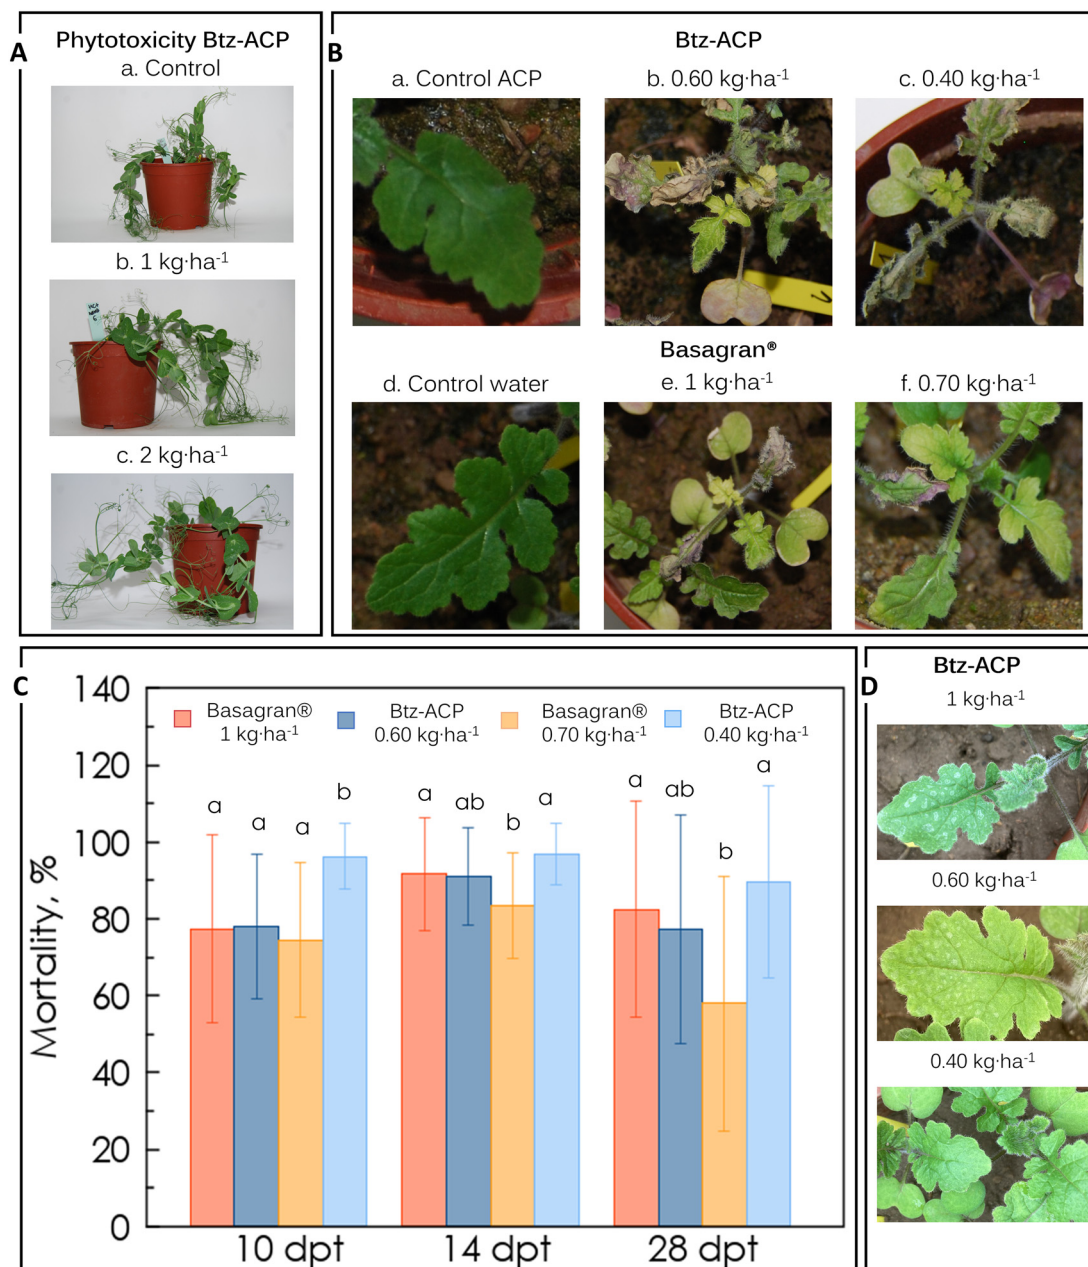 A
Phytotoxicity Btz-ACP
a. Control
b. 1 kg·ha-1
c. 2 kg·ha-1
B
Btz-ACP
a. Control ACP
b. 0.60 kg·ha-1
c. 0.40 kg·ha-1
Basagran®
d. Control water
e. 1 kg·ha-1
f. 0.70 kg·ha-1
C
Mortality, %
140
120
100
80
60
40
20
0
Basagran®
1 kg·ha-1
Btz-ACP
0.60 kg·ha-1
Basagran®
0.70 kg·ha-1
Btz-ACP
0.40 kg·ha-1
a
a
a
b
a
ab
b
a
a
ab
b
a
10 dpt
14 dpt
28 dpt
D
Btz-ACP
1 kg·ha-1
0.60 kg·ha-1
0.40 kg·ha-1